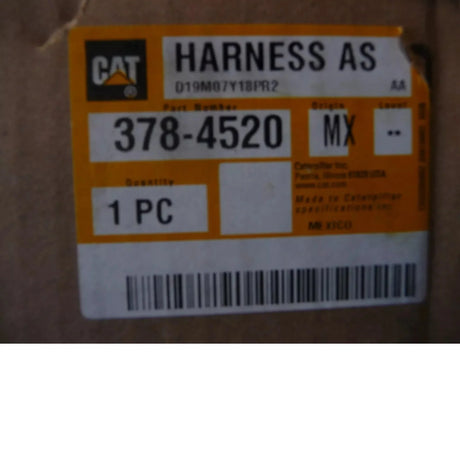 CAT
®
HARNESS AS
D19M07Y18PR2 AA
Part Number Origin Level
378-4520 MX --
Quantity
1 PC
Caterpillar Inc.
Peoria, Illinois 61629 USA
www.cat.com
Made to Caterpillar
specifications inc.
MEXICO